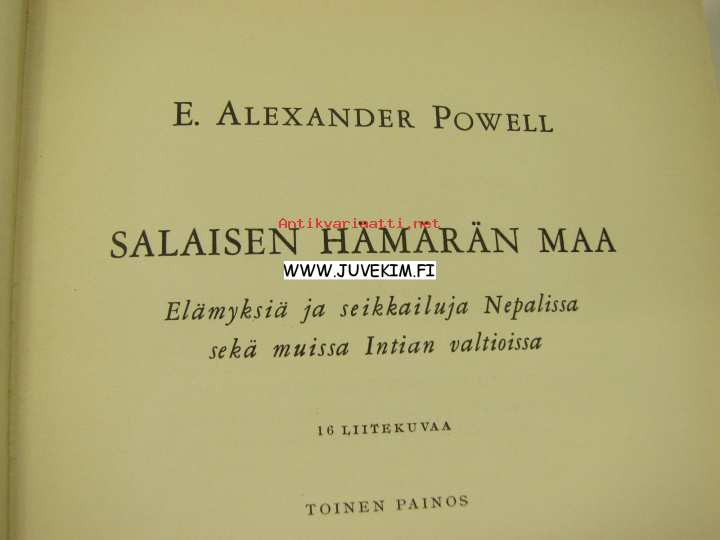 E. ALEXANDER POWELL
Antikvariaatti.net
SALAISEN HÄMÄRÄN MAA
WWW.JUVEKIM.FI
Elämyksiä ja seikkailuja Nepalissa
sekä muissa Intian valtioissa
16 LIITEKUVAA
TOINEN PAINOS